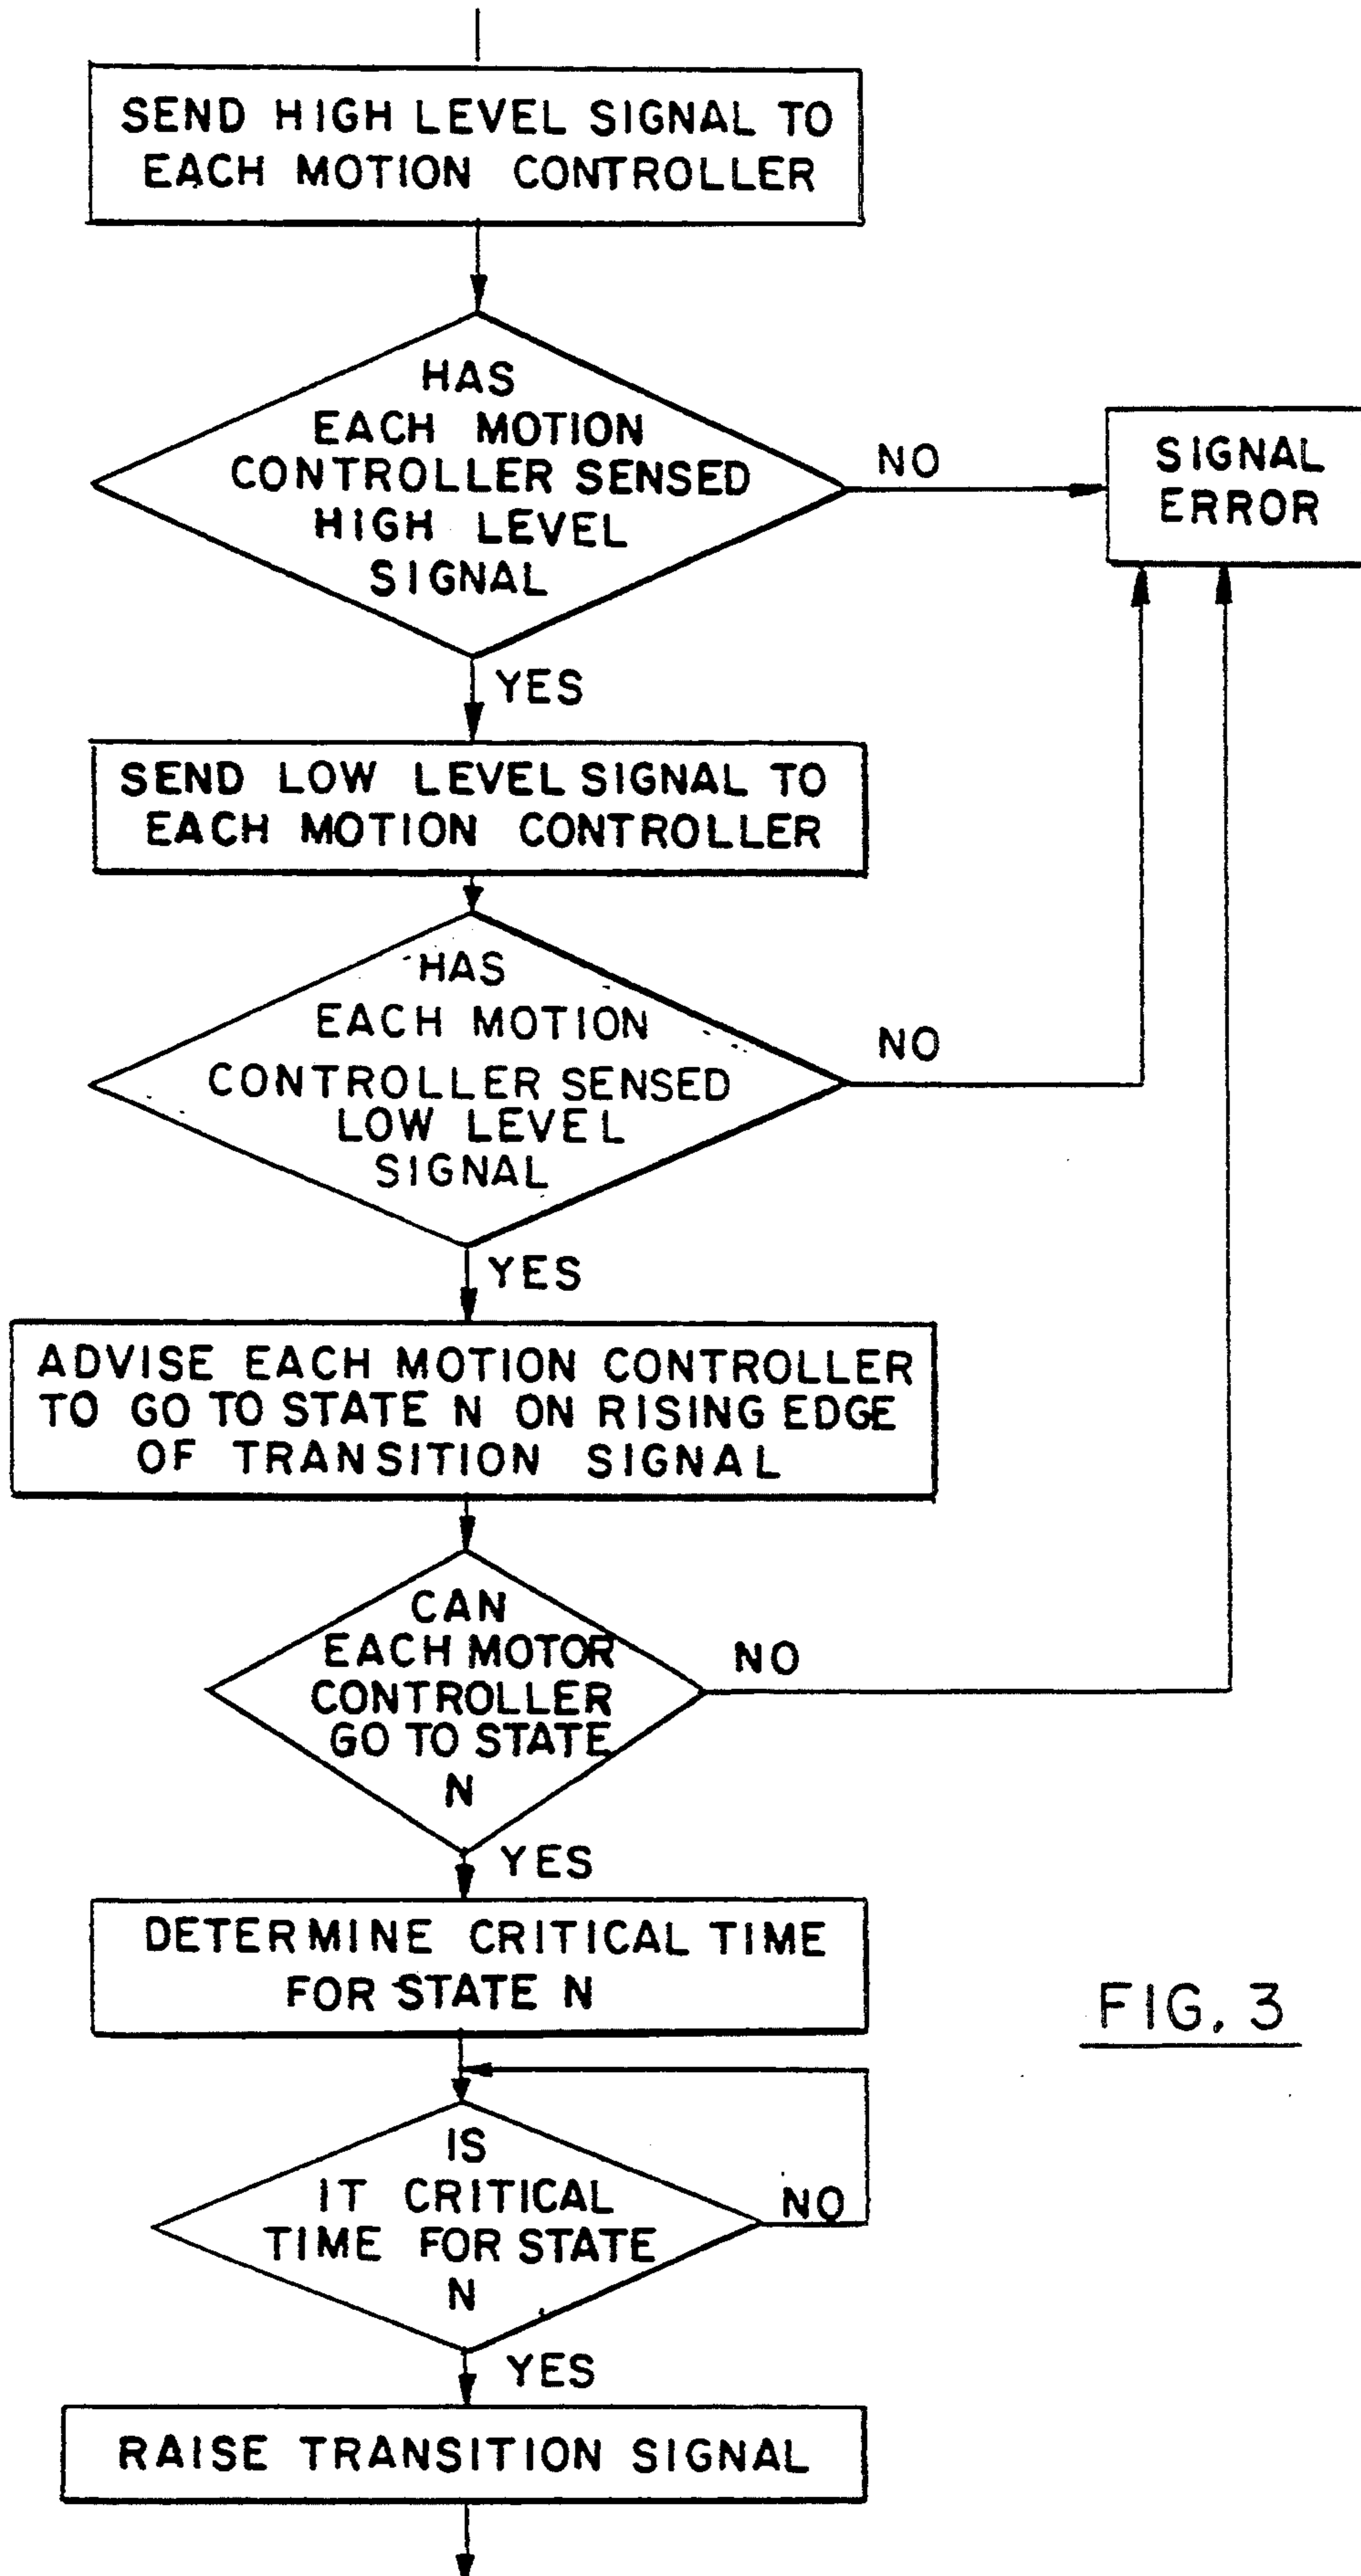 SEND HIGH LEVEL SIGNAL TO
EACH MOTION CONTROLLER
HAS
EACH MOTION
CONTROLLER SENSED
HIGH LEVEL
SIGNAL
NO
SIGNAL
ERROR
YES
SEND LOW LEVEL SIGNAL TO
EACH MOTION CONTROLLER
HAS
EACH MOTION
CONTROLLER SENSED
LOW LEVEL
SIGNAL
NO
YES
ADVISE EACH MOTION CONTROLLER
TO GO TO STATE N ON RISING EDGE
OF TRANSITION SIGNAL
CAN
EACH MOTOR
CONTROLLER
GO TO STATE
N
NO
YES
DETERMINE CRITICAL TIME
FOR STATE N
FIG. 3
IS
IT CRITICAL
TIME FOR STATE
N
NO
YES
RAISE TRANSITION SIGNAL